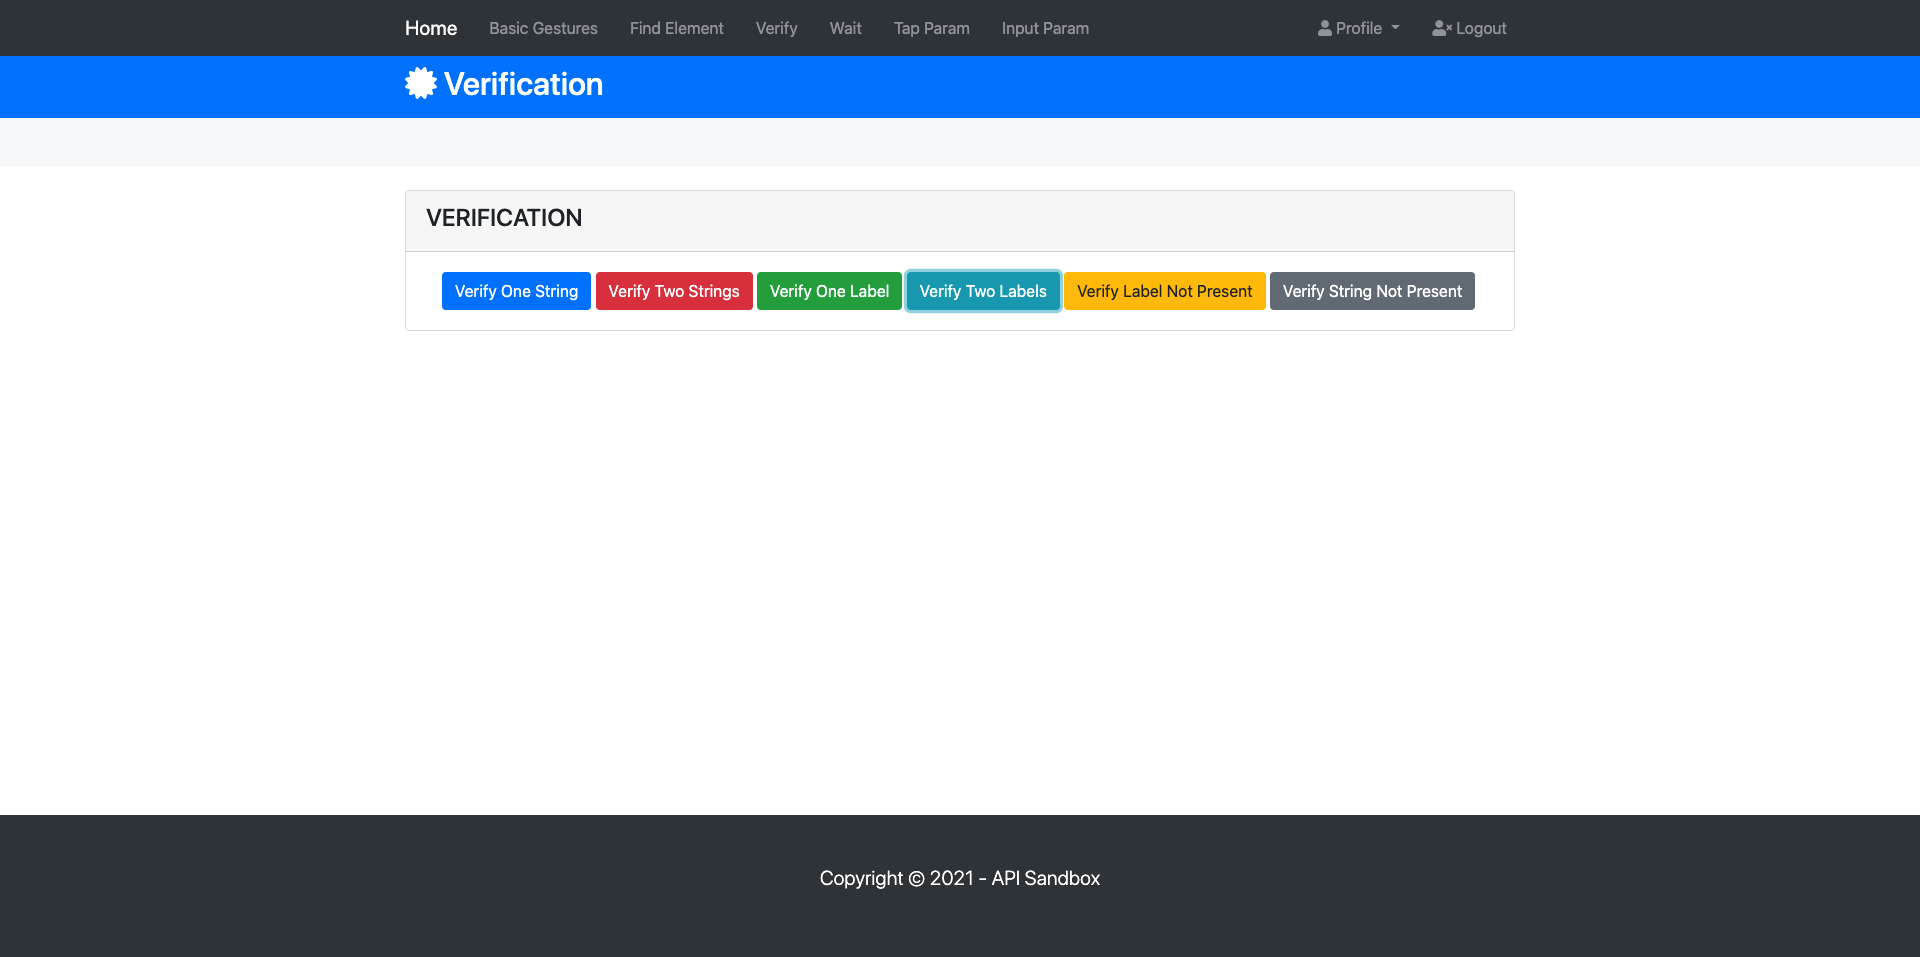 Home Basic Gestures Find Element Verify Wait Tap Param Input Param Profile Logout
Verification
VERIFICATION
Verify One String Verify Two Strings Verify One Label Verify Two Labels Verify Label Not Present Verify String Not Present
Copyright © 2021 - API Sandbox